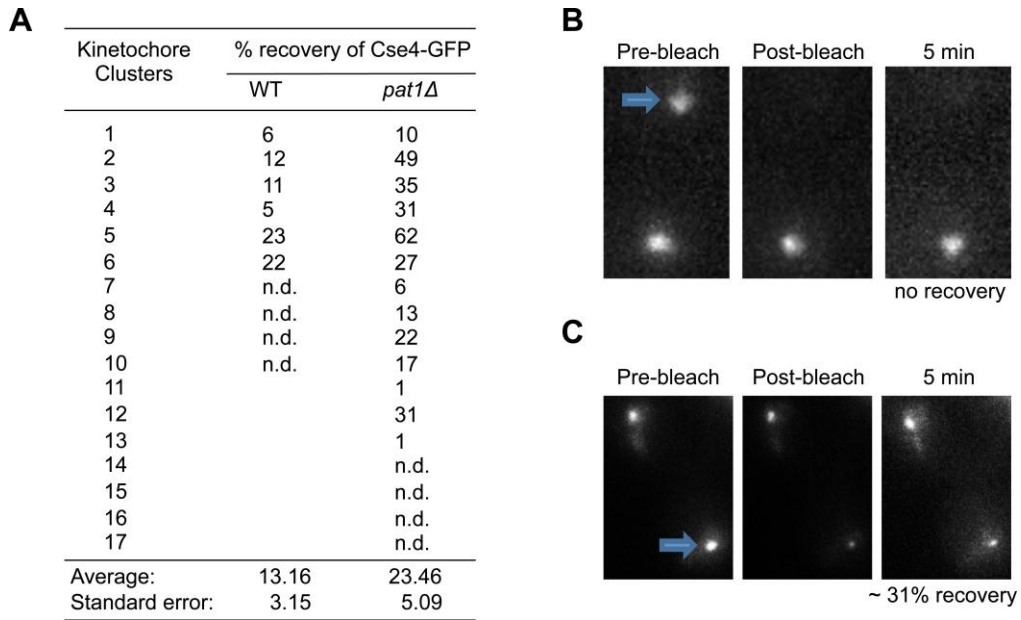 A
Kinetochore Clusters % recovery of Cse4-GFP
WT pat1Δ
1 6 10
2 12 49
3 11 35
4 5 31
5 23 62
6 22 27
7 n.d. 6
8 n.d. 13
9 n.d. 22
10 n.d. 17
11 1
12 31
13 1
14 n.d.
15 n.d.
16 n.d.
17 n.d.
Average: 13.16 23.46
Standard error: 3.15 5.09
B
Pre-bleach Post-bleach 5 min
no recovery
C
Pre-bleach Post-bleach 5 min
~ 31% recovery